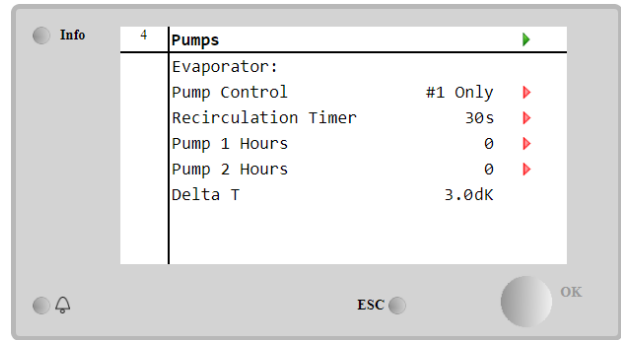 Info
4 Pumps
Evaporator:
Pump Control #1 Only
Recirculation Timer 30s
Pump 1 Hours 0
Pump 2 Hours 0
Delta T 3.0dK
ESC
OK